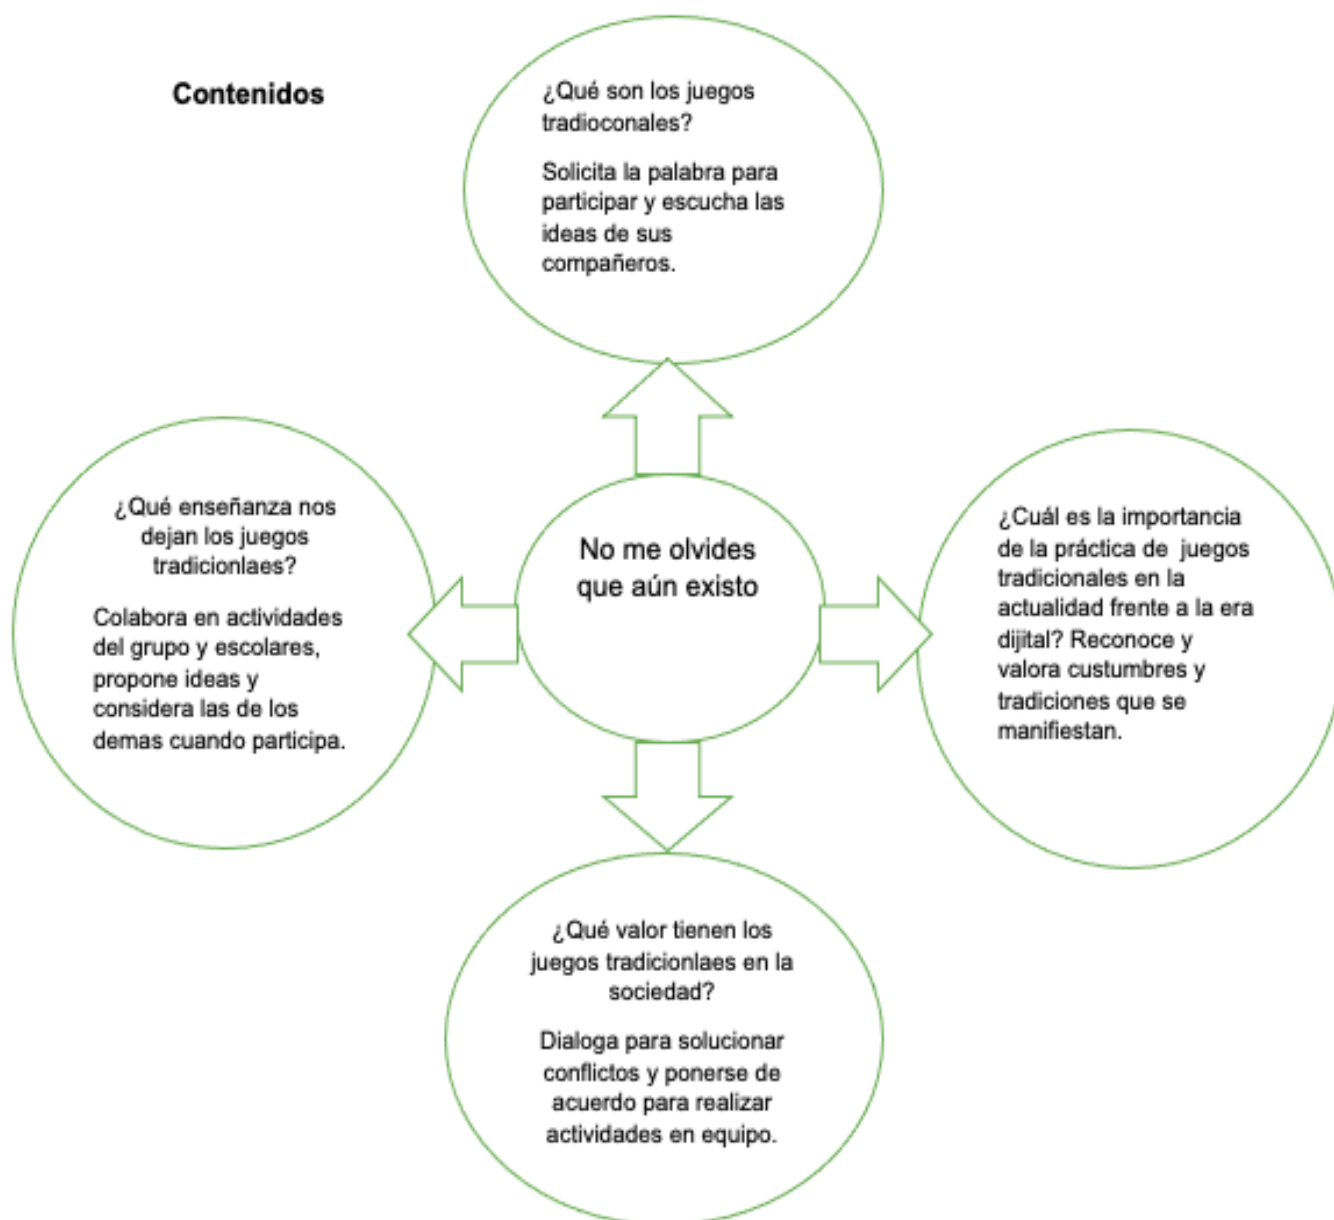 Contenidos
¿Qué son los juegos
tradioconales?
Solicita la palabra para
participar y escucha las
ideas de sus
compañeros.
¿Qué enseñanza nos
dejan los juegos
tradicionlaes?
Colabora en actividades
del grupo y escolares,
propone ideas y
considera las de los
demas cuando participa.
No me olvides
que aún existo
¿Cuál es la importancia
de la práctica de  juegos
tradicionales en la
actualidad frente a la era
dijital? Reconoce y
valora custumbres y
tradiciones que se
manifiestan.
¿Qué valor tienen los
juegos tradicionlaes en la
sociedad?
Dialoga para solucionar
conflictos y ponerse de
acuerdo para realizar
actividades en equipo.